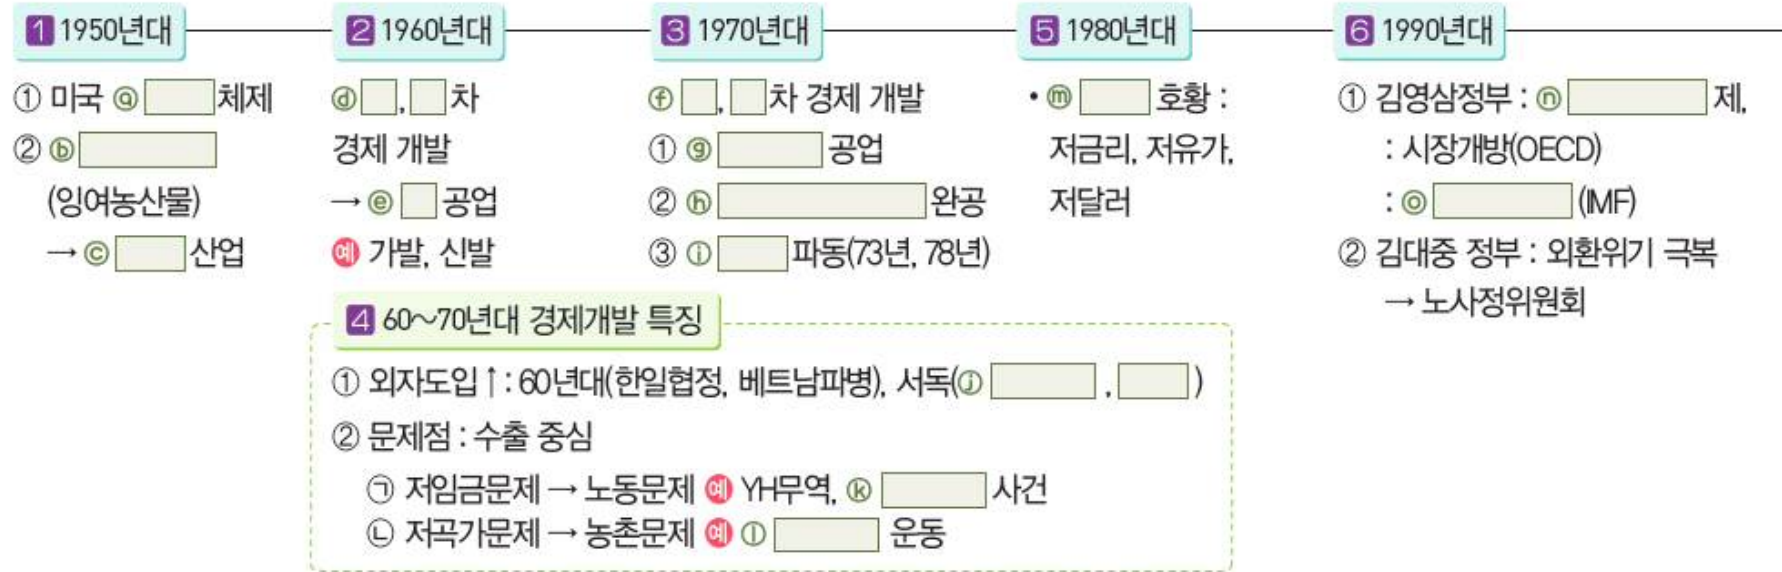 1 1950년대
① 미국 ⓐ 체제
② ⓑ
(잉여농산물)
→ ⓒ 산업
2 1960년대
ⓓ , 차
경제 개발
→ ⓔ 공업
예 가발, 신발
3 1970년대
ⓕ , 차 경제 개발
① ⓖ 공업
② ⓗ 완공
③ ⓘ 파동(73년, 78년)
4 60~70년대 경제개발 특징
① 외자도입↑: 60년대(한일협정, 베트남파병), 서독(ⓙ , )
② 문제점 : 수출 중심
㉠ 저임금문제 → 노동문제 예 YH무역, ⓚ 사건
㉡ 저곡가문제 → 농촌문제 예 ⓛ 운동
5 1980년대
• ⓜ 호황 :
저금리, 저유가,
저달러
6 1990년대
① 김영삼정부 : ⓝ 제,
: 시장개방(OECD)
: ⓞ (IMF)
② 김대중 정부 : 외환위기 극복
→ 노사정위원회